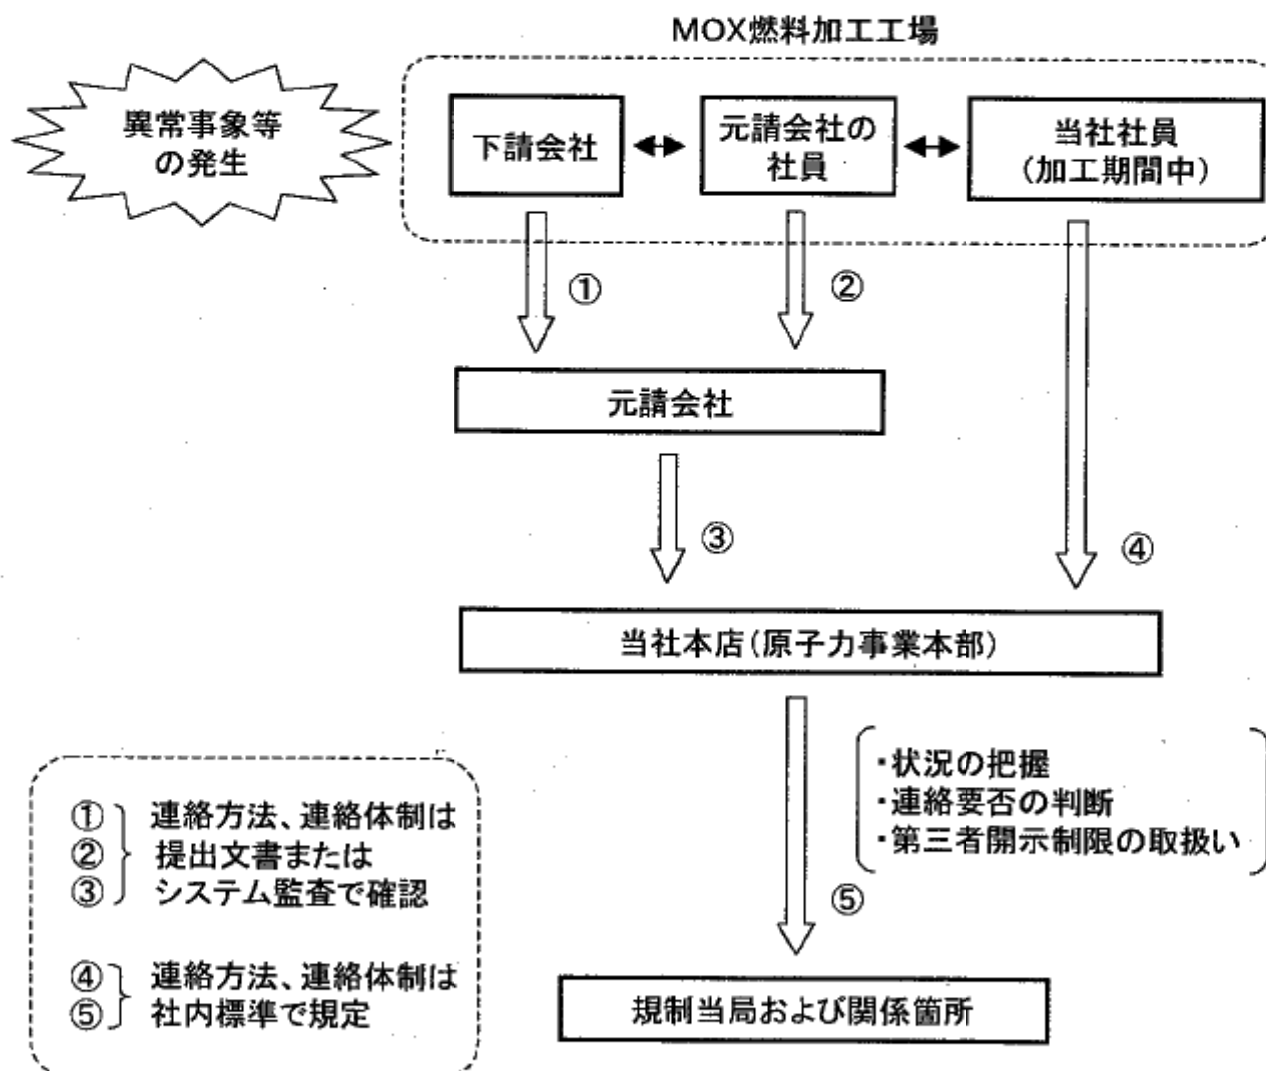 MOX燃料加工工場
異常事象等
の発生
下請会社
元請会社の
社員
当社社員
(加工期間中)
①
②
元請会社
③
④
当社本店(原子力事業本部)
・状況の把握
・連絡要否の判断
・第三者開示制限の取扱い
⑤
規制当局および関係箇所
① 連絡方法、連絡体制は
② 提出文書または
③ システム監査で確認
④ 連絡方法、連絡体制は
⑤ 社内標準で規定